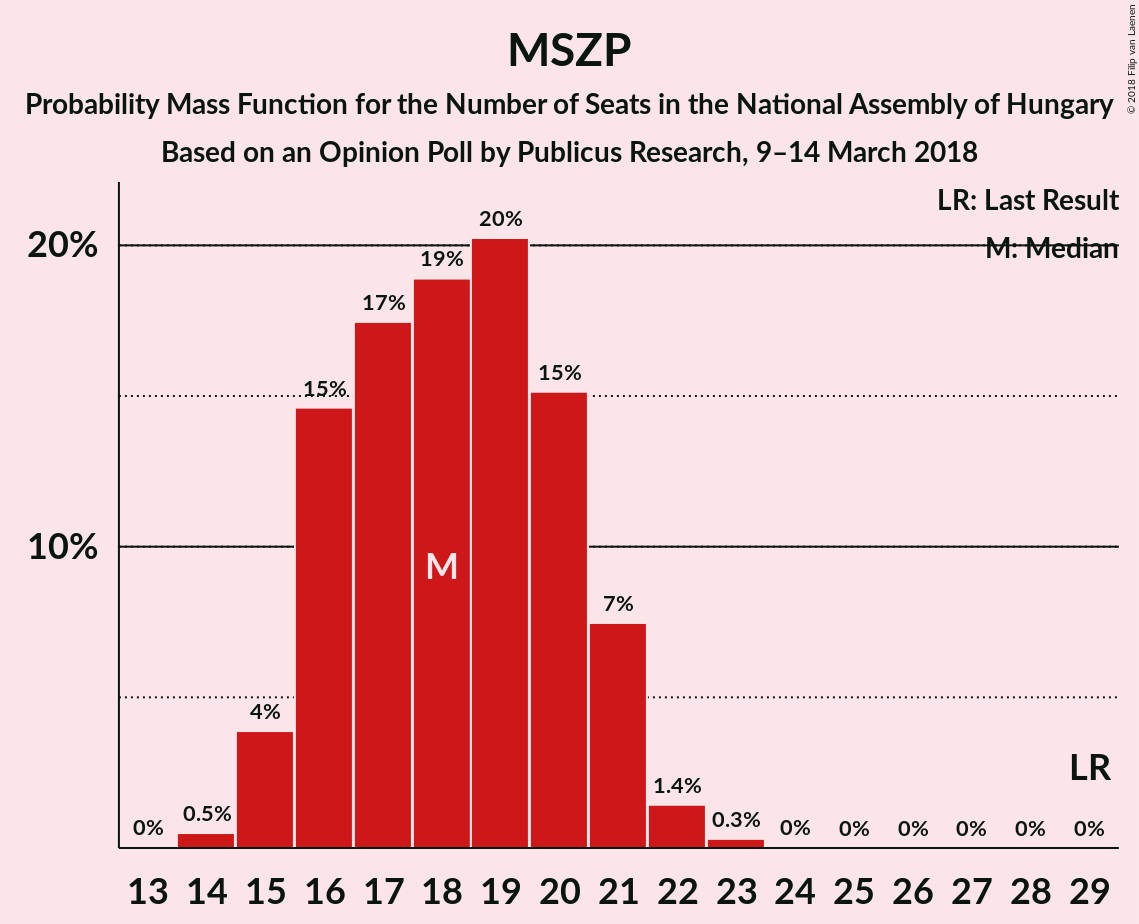 MSZP
Probability Mass Function for the Number of Seats in the National Assembly of Hungary
Based on an Opinion Poll by Publicus Research, 9–14 March 2018
© 2018 Filip van Laenen
LR: Last Result
M: Median
20%
10%
0%
0.5%
4%
15%
17%
19%
20%
15%
7%
1.4%
0.3%
0%
0%
0%
0%
0%
0%
M
LR
13 14 15 16 17 18 19 20 21 22 23 24 25 26 27 28 29